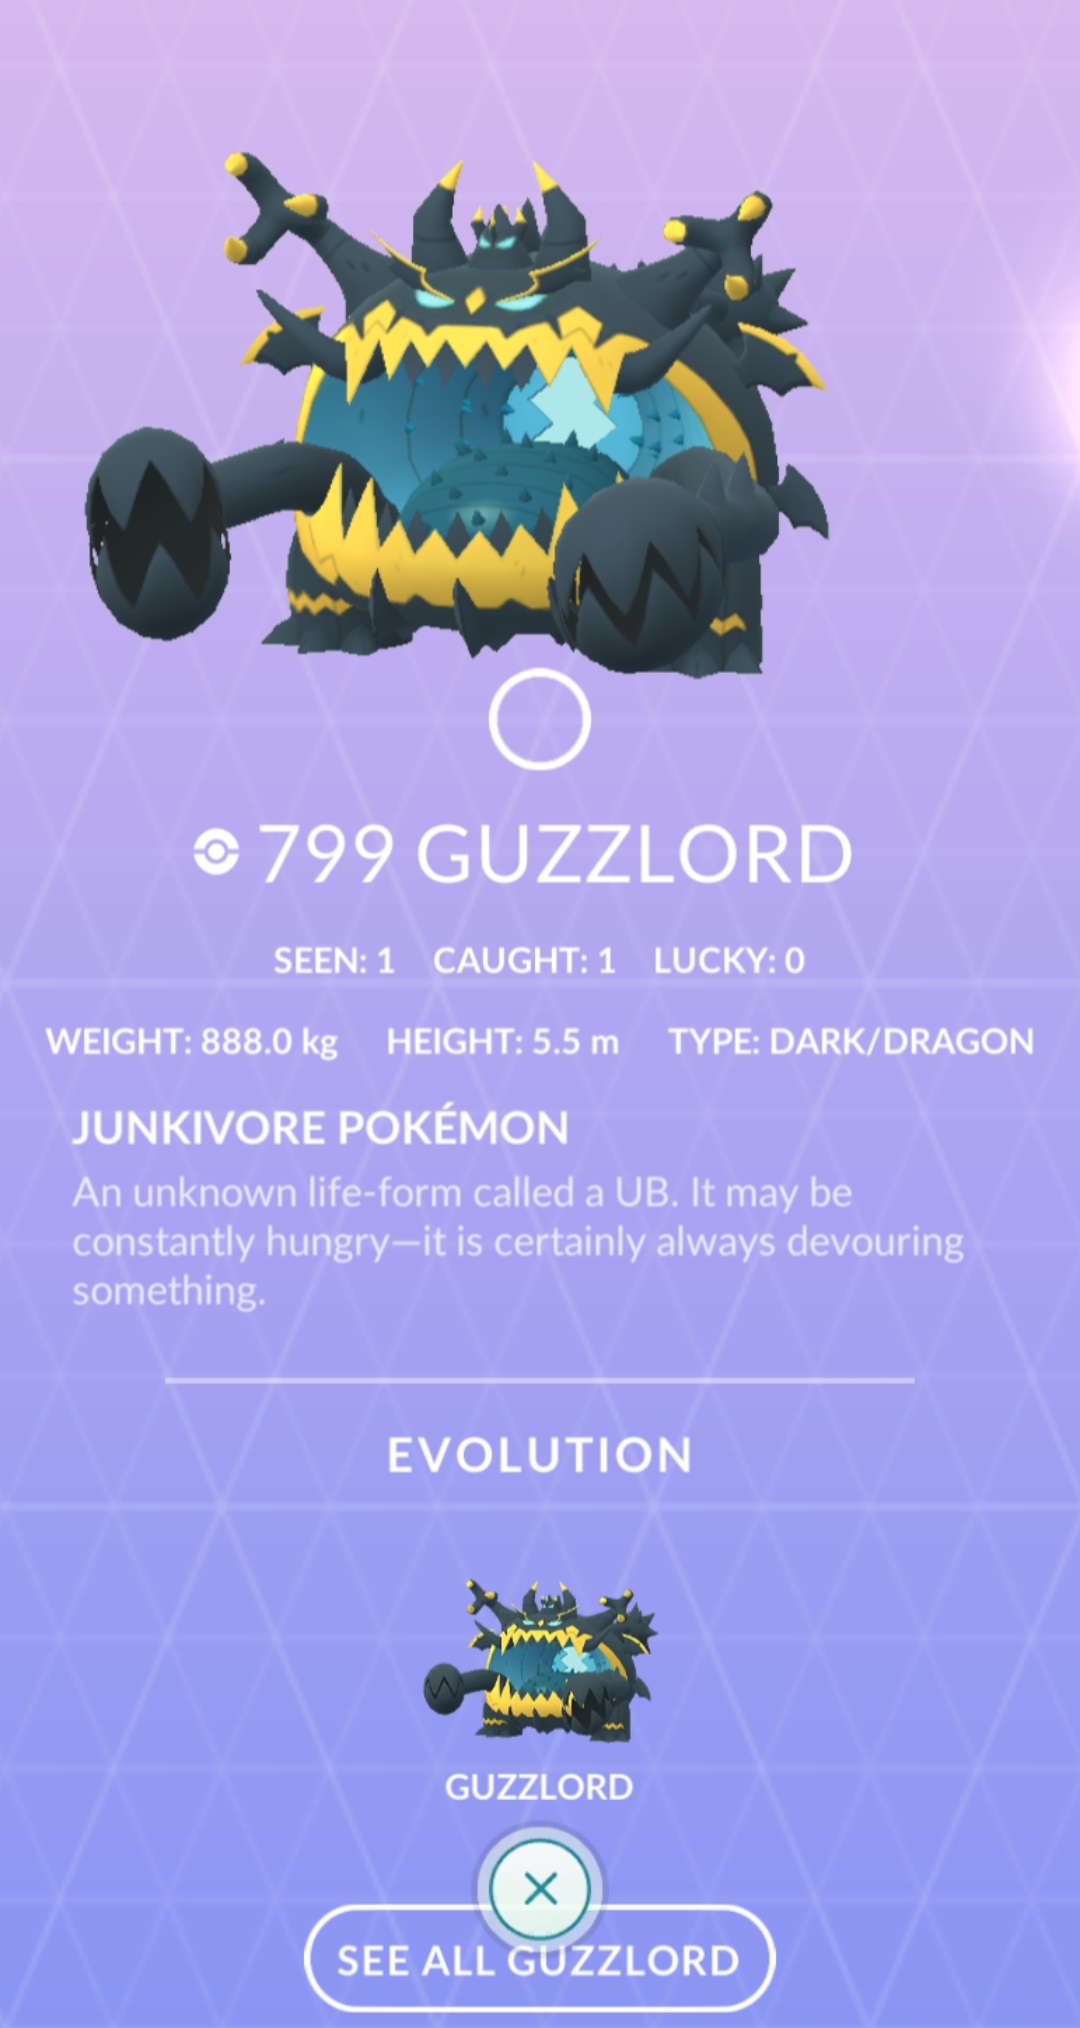 799 GUZZLORD
SEEN: 1 CAUGHT: 1 LUCKY: 0
WEIGHT: 888.0 kg HEIGHT: 5.5 m TYPE: DARK/DRAGON
JUNKIVORE POKÉMON
An unknown life-form called a UB. It may be
constantly hungry—it is certainly always devouring
something.
EVOLUTION
GUZZLORD
SEE ALL GUZZLORD